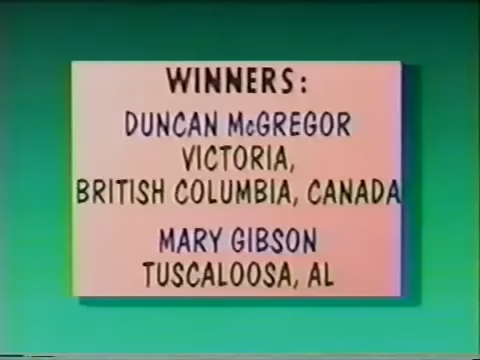 WINNERS:
DUNCAN McGREGOR
VICTORIA,
BRITISH COLUMBIA, CANADA
MARY GIBSON
TUSCALOOSA, AL